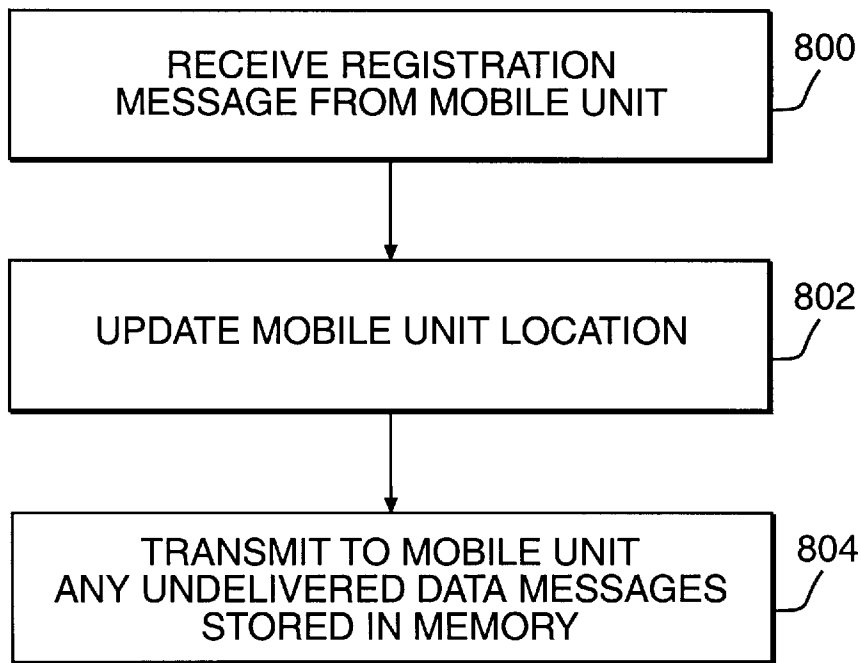 RECEIVE REGISTRATION
MESSAGE FROM MOBILE UNIT
800
UPDATE MOBILE UNIT LOCATION
802
TRANSMIT TO MOBILE UNIT
ANY UNDELIVERED DATA MESSAGES
STORED IN MEMORY
804